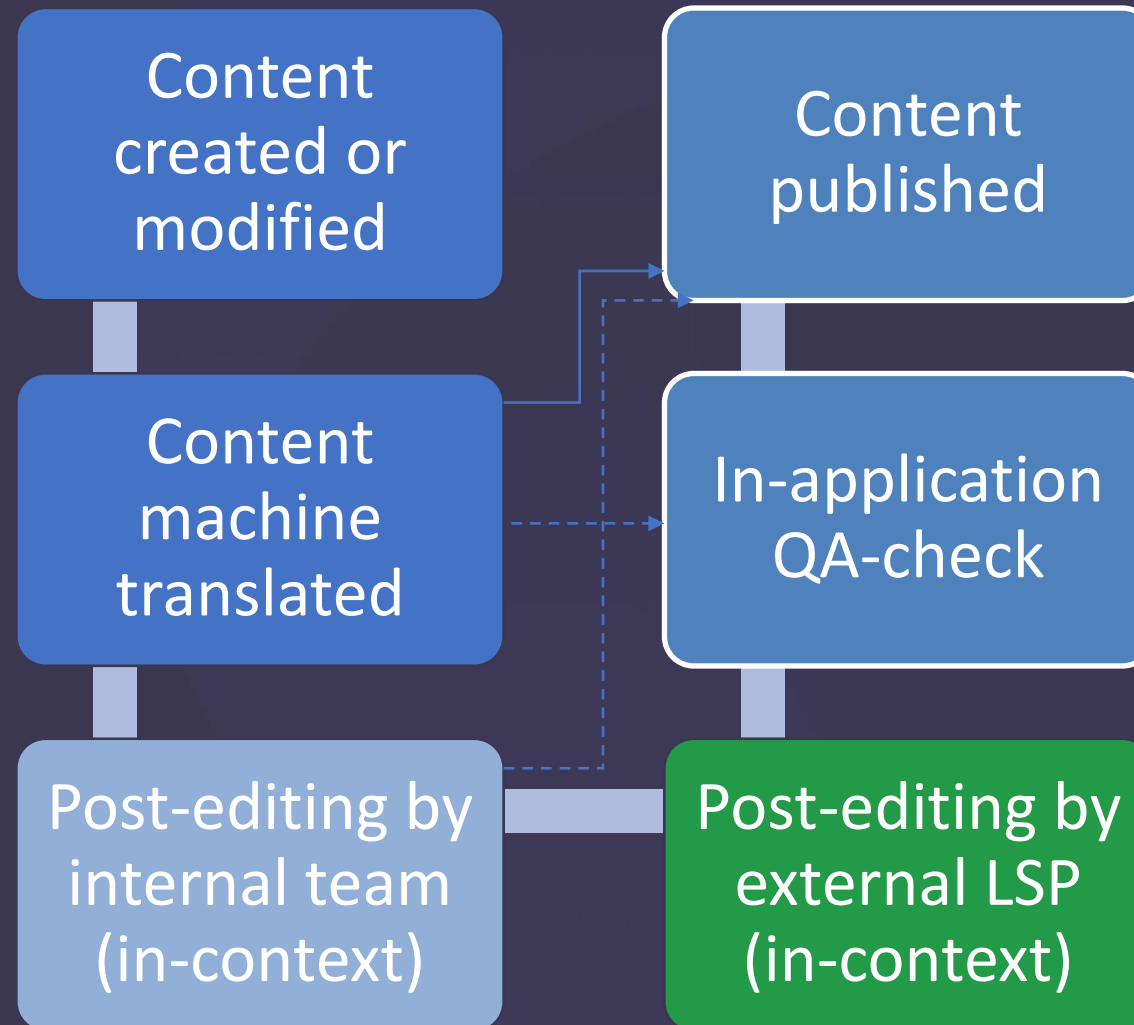 Content
created or
modified
Content
machine
translated
Post-editing by
internal team
(in-context)
Post-editing by
external LSP
(in-context)
In-application
QA-check
Content
published